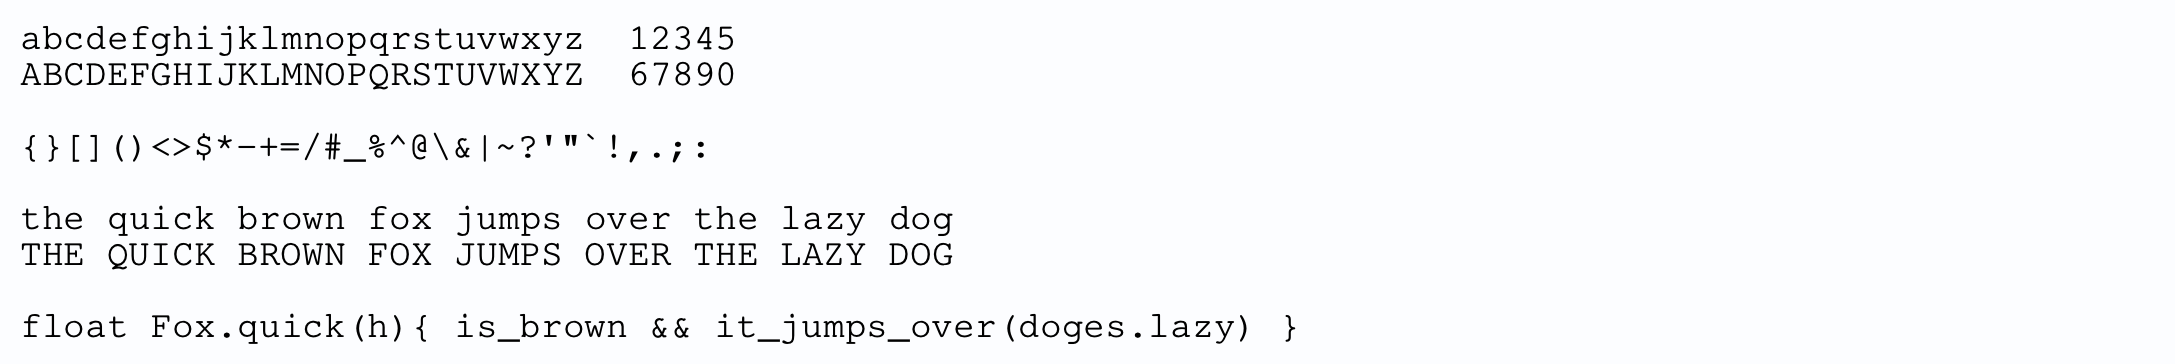 abcdefghijklmnopqrstuvwxyz  12345
ABCDEFGHIJKLMNOPQRSTUVWXYZ  67890
{}[]()<>$*-+=/#_%^@\&|~?'"`!,.;:
the quick brown fox jumps over the lazy dog
THE QUICK BROWN FOX JUMPS OVER THE LAZY DOG
float Fox.quick(h){ is_brown && it_jumps_over(doges.lazy) }